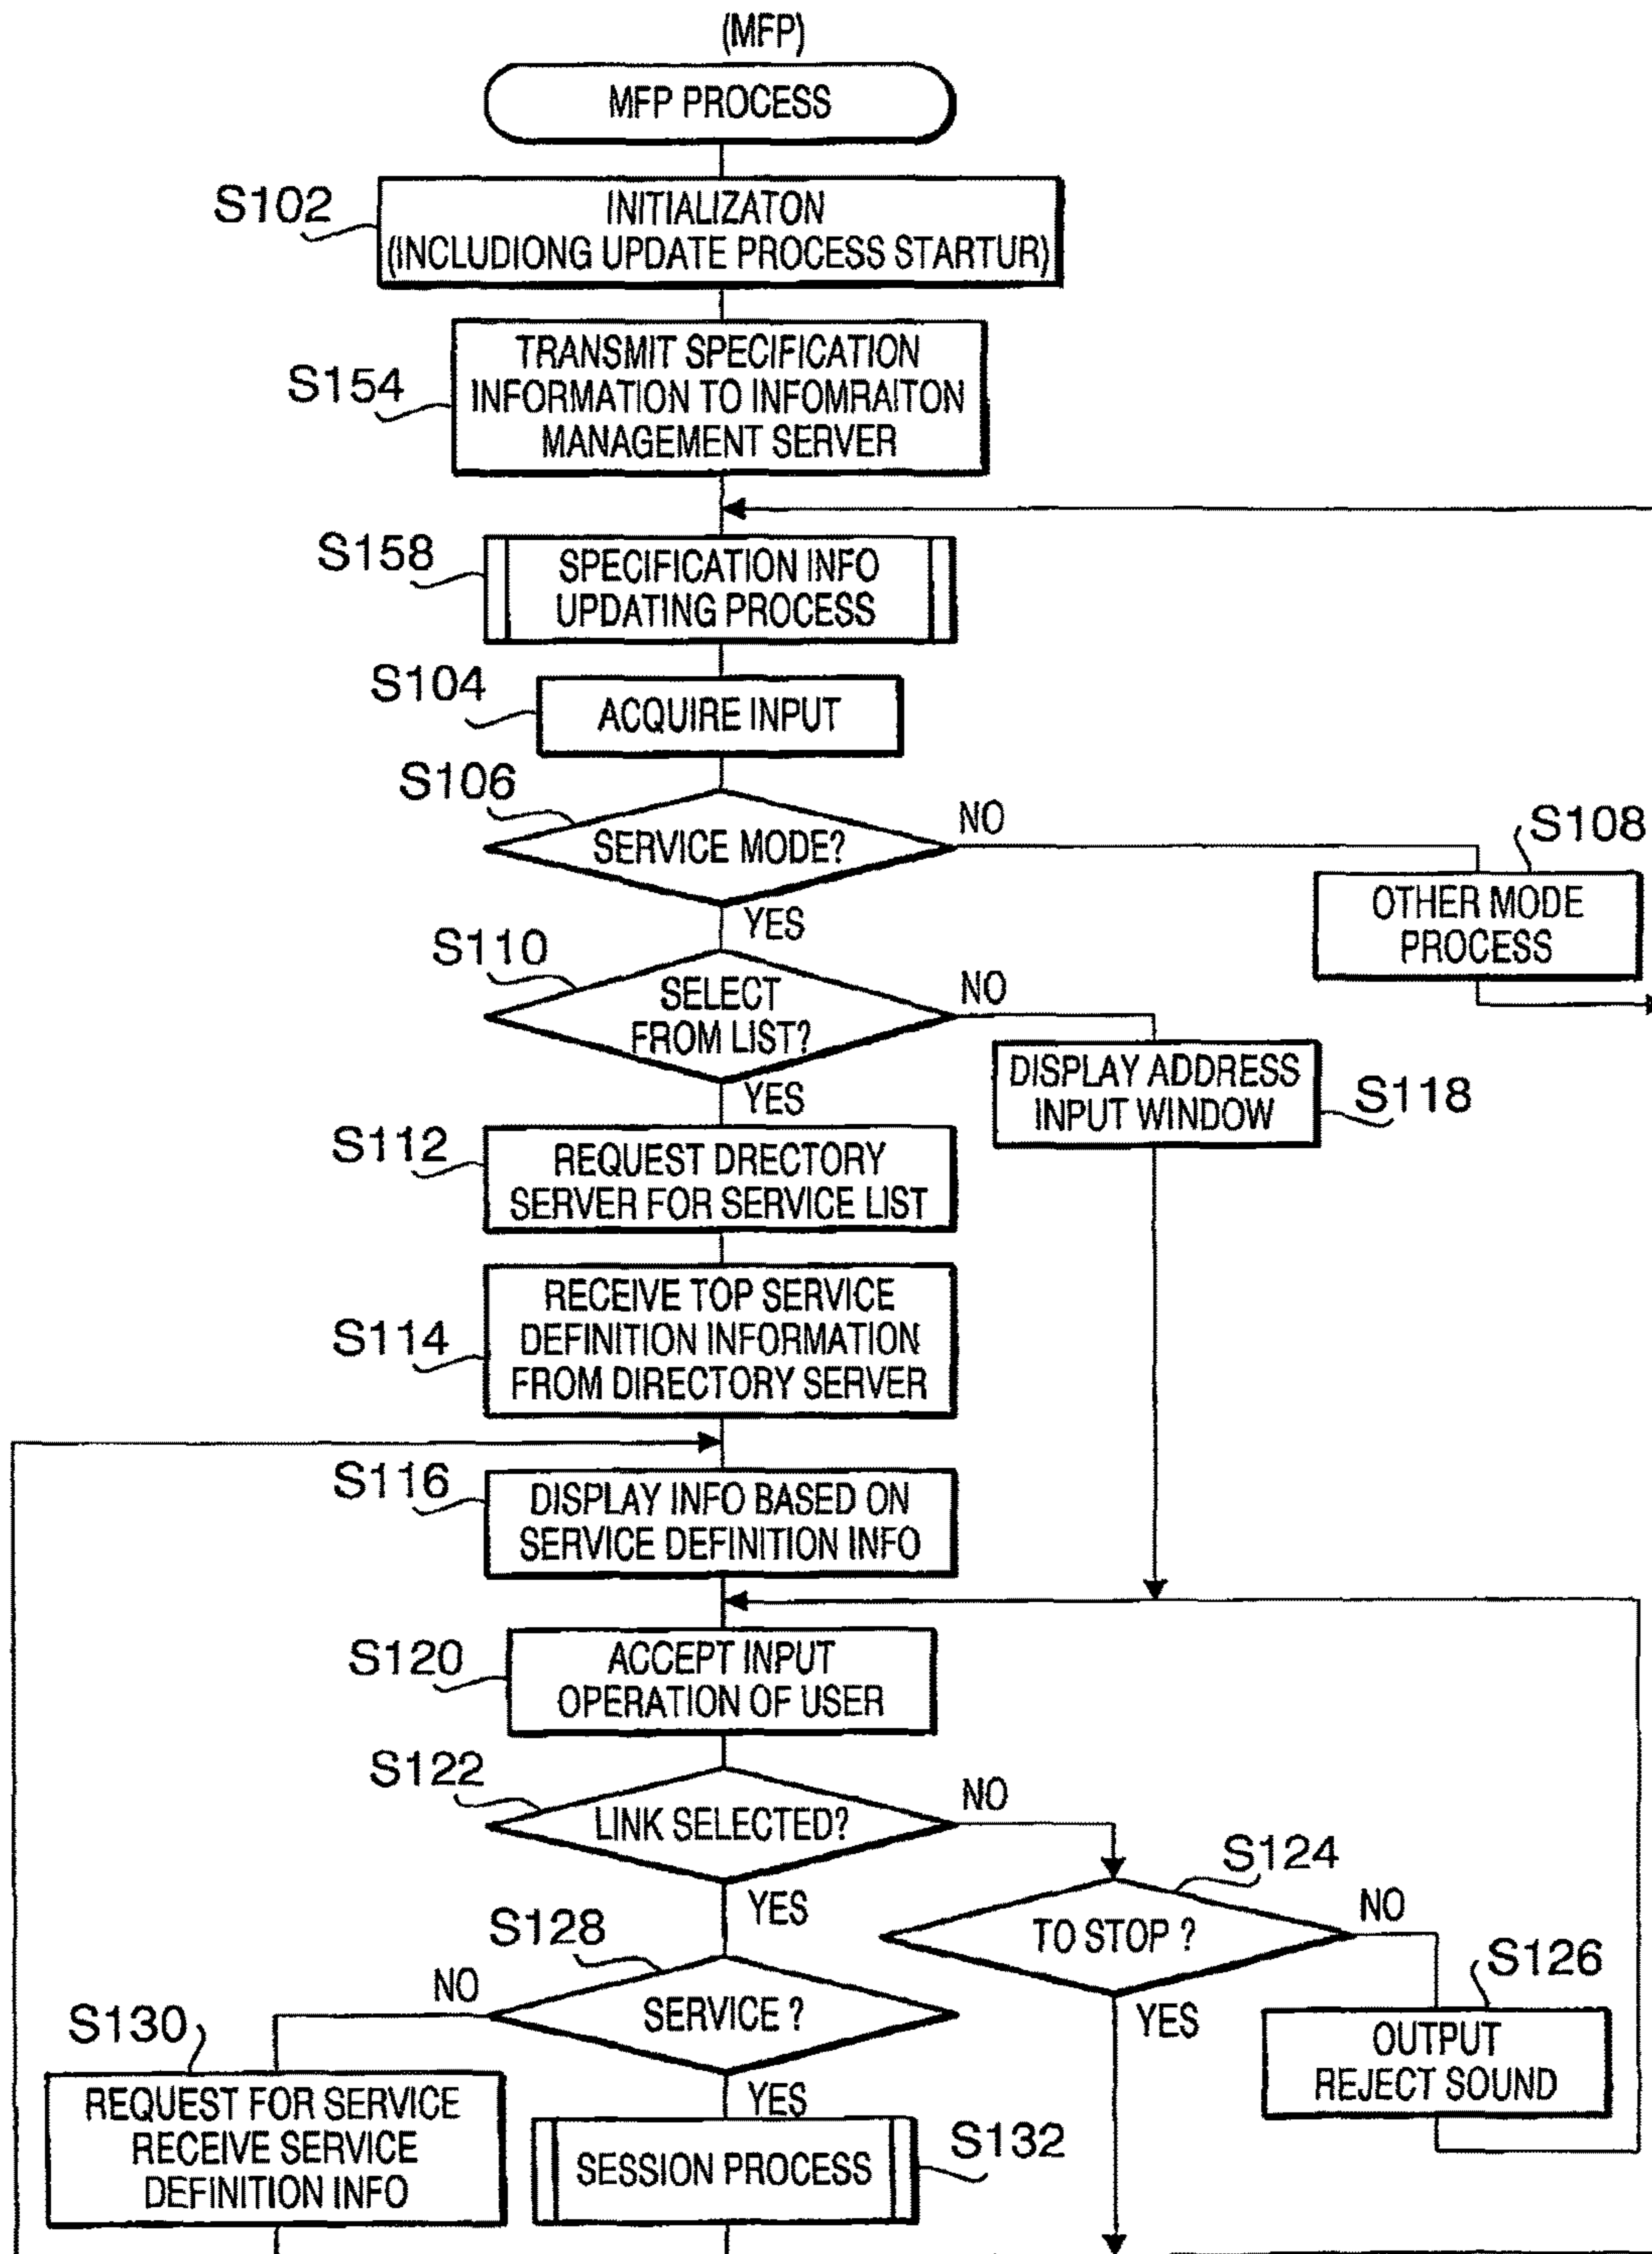 (MFP)
MFP PROCESS
S102
INITIALIZATON
(INCLUDIONG UPDATE PROCESS STARTUR)
S154
TRANSMIT SPECIFICATION
INFORMATION TO INFOMRAITON
MANAGEMENT SERVER
S158
SPECIFICATION INFO
UPDATING PROCESS
S104
ACQUIRE INPUT
S106
SERVICE MODE?
NO
YES
S108
OTHER MODE
PROCESS
S110
SELECT
FROM LIST?
NO
YES
DISPLAY ADDRESS
INPUT WINDOW
S118
S112
REQUEST DRECTORY
SERVER FOR SERVICE LIST
S114
RECEIVE TOP SERVICE
DEFINITION INFORMATION
FROM DIRECTORY SERVER
S116
DISPLAY INFO BASED ON
SERVICE DEFINITION INFO
S120
ACCEPT INPUT
OPERATION OF USER
S122
LINK SELECTED?
NO
YES
S124
TO STOP ?
NO
YES
S126
OUTPUT
REJECT SOUND
S128
SERVICE ?
NO
YES
S130
REQUEST FOR SERVICE
RECEIVE SERVICE
DEFINITION INFO
SESSION PROCESS
S132